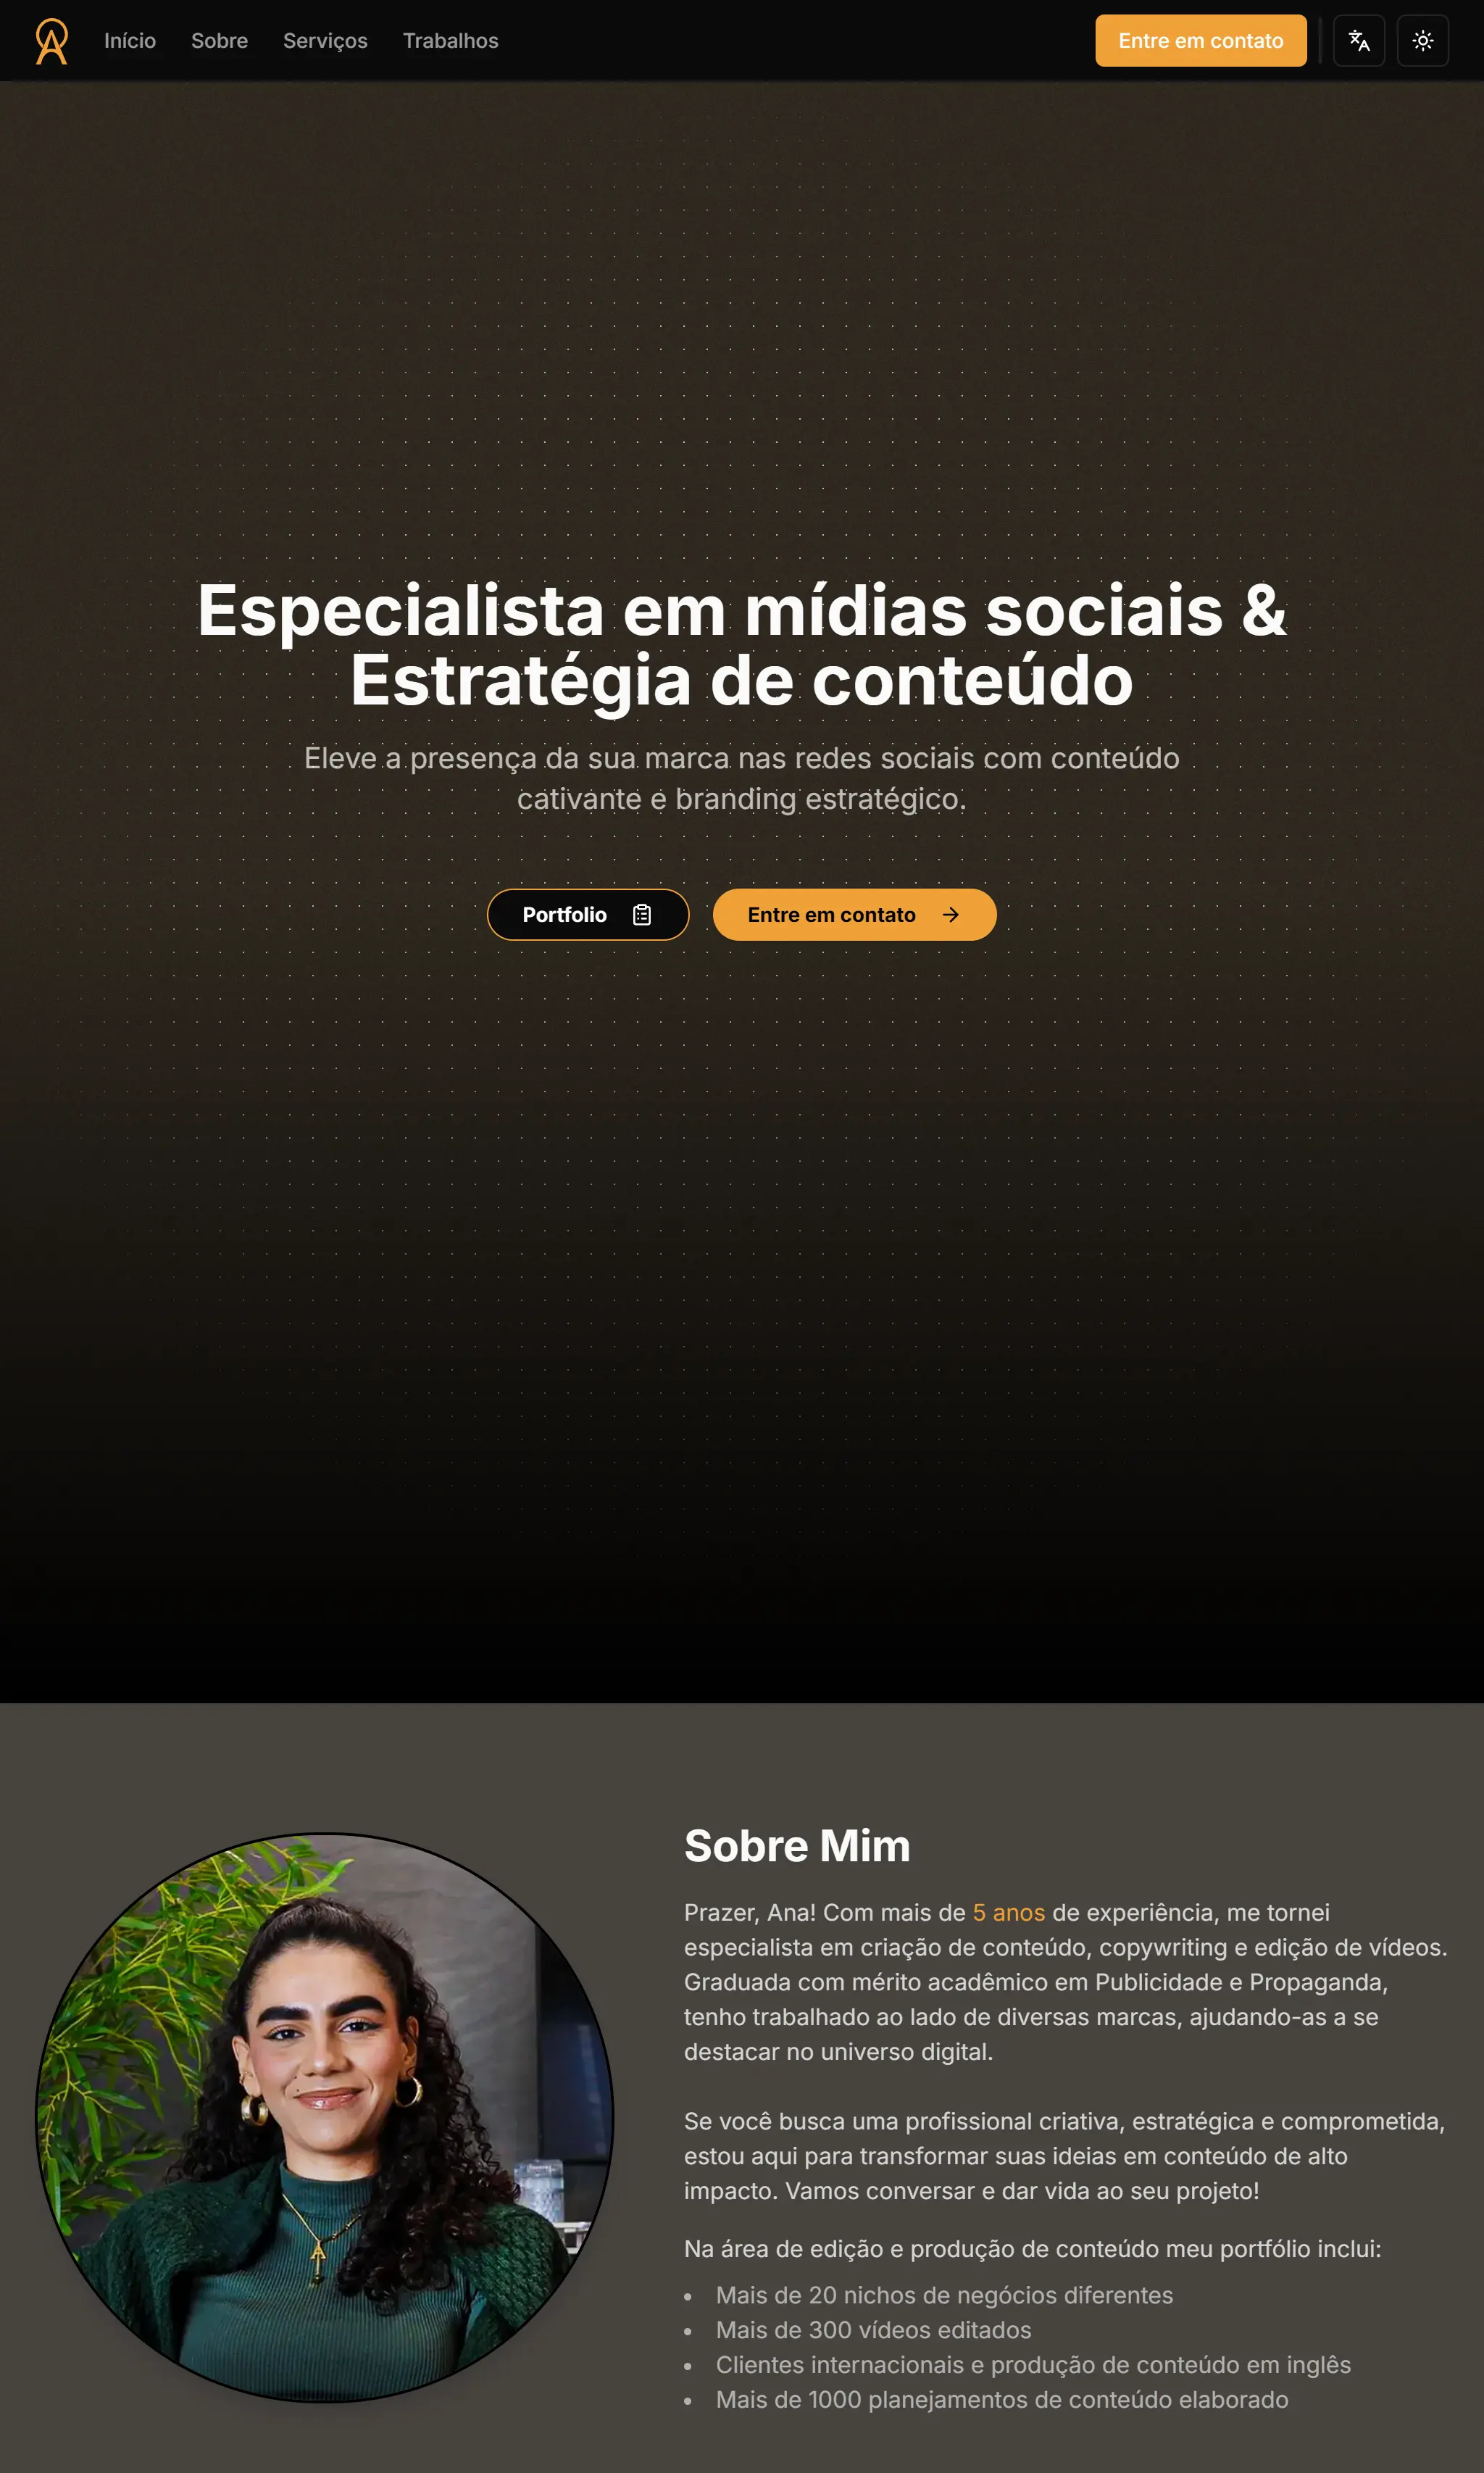 Início
Sobre
Serviços
Trabalhos
Entre em contato
Especialista em mídias sociais &
Estratégia de conteúdo
Eleve a presença da sua marca nas redes sociais com conteúdo
cativante e branding estratégico.
Portfolio
Entre em contato
Sobre Mim
Prazer, Ana! Com mais de 5 anos de experiência, me tornei
especialista em criação de conteúdo, copywriting e edição de vídeos.
Graduada com mérito acadêmico em Publicidade e Propaganda,
tenho trabalhado ao lado de diversas marcas, ajudando-as a se
destacar no universo digital.
Se você busca uma profissional criativa, estratégica e comprometida,
estou aqui para transformar suas ideias em conteúdo de alto
impacto. Vamos conversar e dar vida ao seu projeto!
Na área de edição e produção de conteúdo meu portfólio inclui:
• Mais de 20 nichos de negócios diferentes
• Mais de 300 vídeos editados
• Clientes internacionais e produção de conteúdo em inglês
• Mais de 1000 planejamentos de conteúdo elaborado